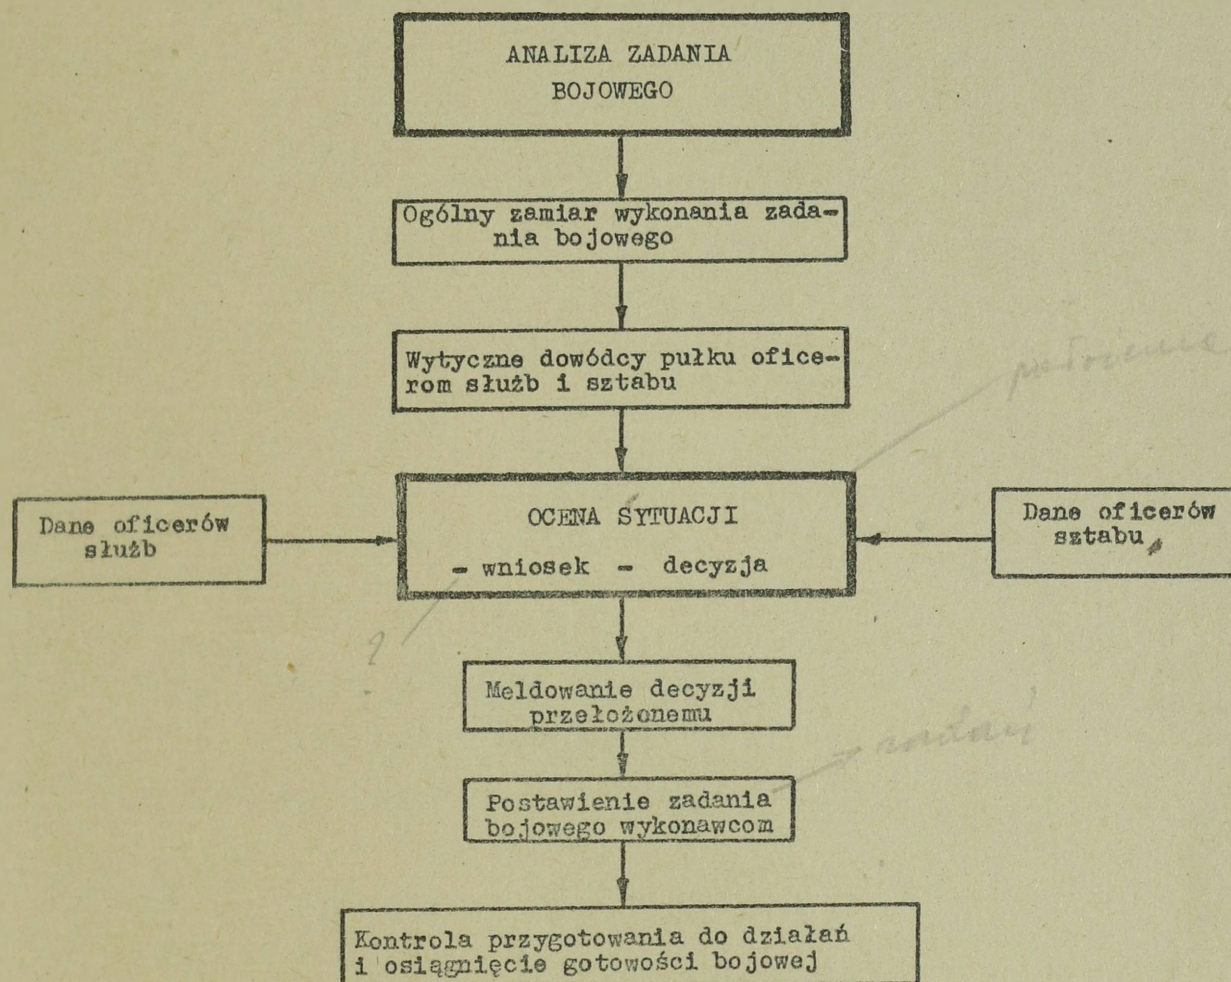 ANALIZA ZADANIA
BOJOWEGO
Ogólny zamiar wykonania zada-
nia bojowego
Wytyczne dowódcy pułku ofice-
rom służb i sztabu
Dane oficerów
służb
OCENA SYTUACJI
- wniosek - decyzja
Dane oficerów
sztabu
Meldowanie decyzji
przełożonemu
Postawienie zadania
bojowego wykonawcom
Kontrola przygotowania do działań
i osiągnięcie gotowości bojowej